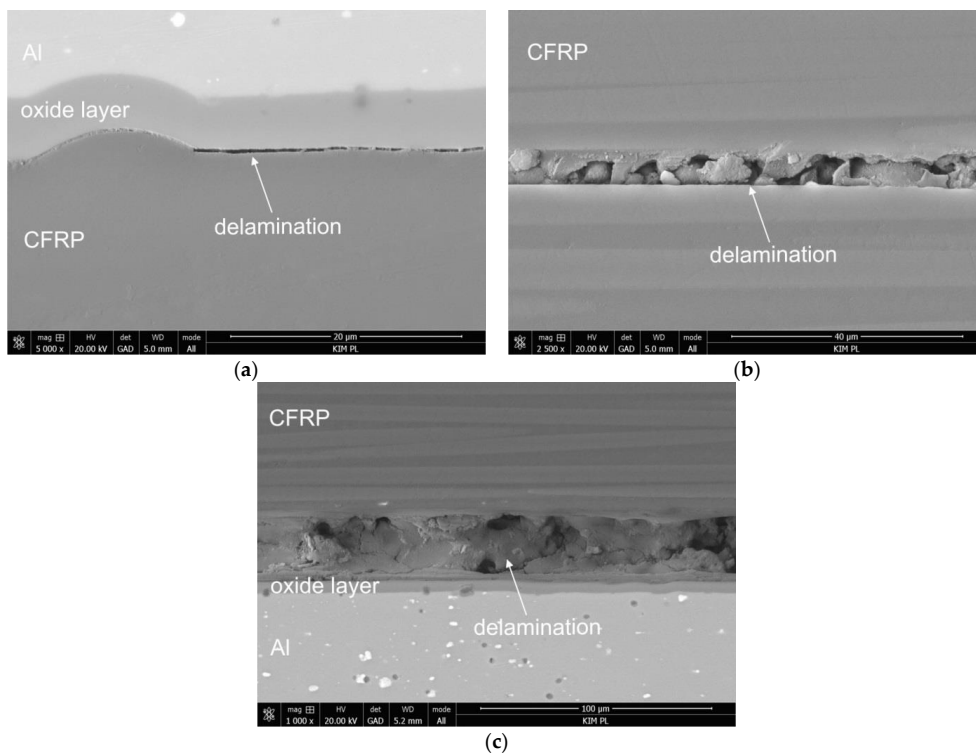 Al
oxide layer
delamination
CFRP
mag HV det WD mode 20 µm
5 000 x 20.00 kV GAD 5.0 mm All KIM PL
(a)
CFRP
delamination
mag HV det WD mode 40 µm
2 500 x 20.00 kV GAD 5.0 mm All KIM PL
(b)
CFRP
oxide layer
delamination
Al
mag HV det WD mode 100 µm
1 000 x 20.00 kV GAD 5.2 mm All KIM PL
(c)